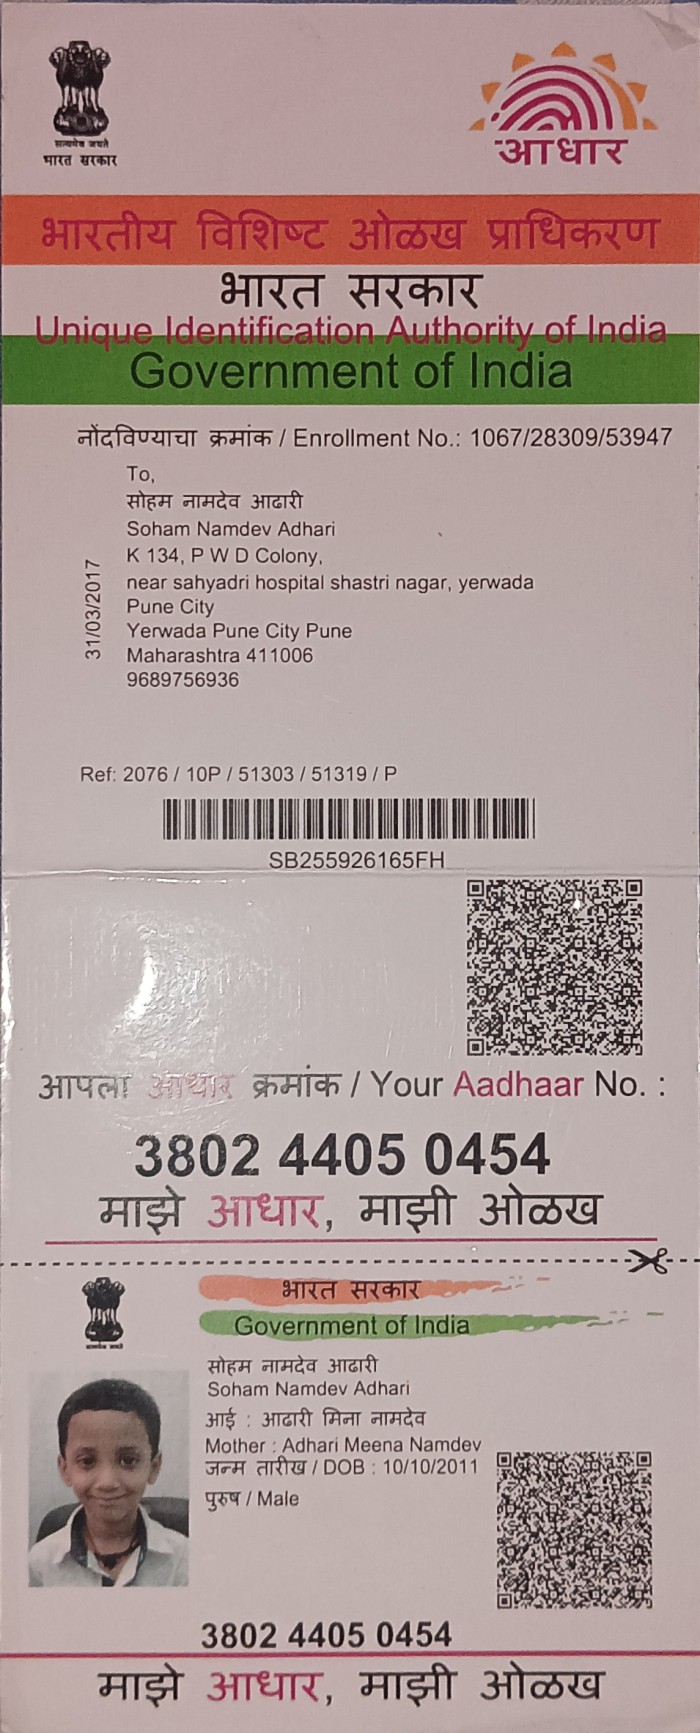 सत्यमेव जयते
भारत सरकार
आधार
भारतीय विशिष्ट ओळख प्राधिकरण
भारत सरकार
Unique Identification Authority of India
Government of India
नोंदविण्याचा क्रमांक / Enrollment No.: 1067/28309/53947
To,
सोहम नामदेव आढारी
Soham Namdev Adhari
K 134, P W D Colony,
near sahyadri hospital shastri nagar, yerwada
Pune City
Yerwada Pune City Pune
Maharashtra 411006
9689756936
31/03/2017
Ref: 2076 / 10P / 51303 / 51319 / P
SB255926165FH
आपला आधार क्रमांक / Your Aadhaar No. :
3802 4405 0454
माझे आधार, माझी ओळख
भारत सरकार
Government of India
सत्यमेव जयते
सोहम नामदेव आढारी
Soham Namdev Adhari
आई : आढारी मिना नामदेव
Mother : Adhari Meena Namdev
जन्म तारीख / DOB : 10/10/2011
पुरुष / Male
3802 4405 0454
माझे आधार, माझी ओळख